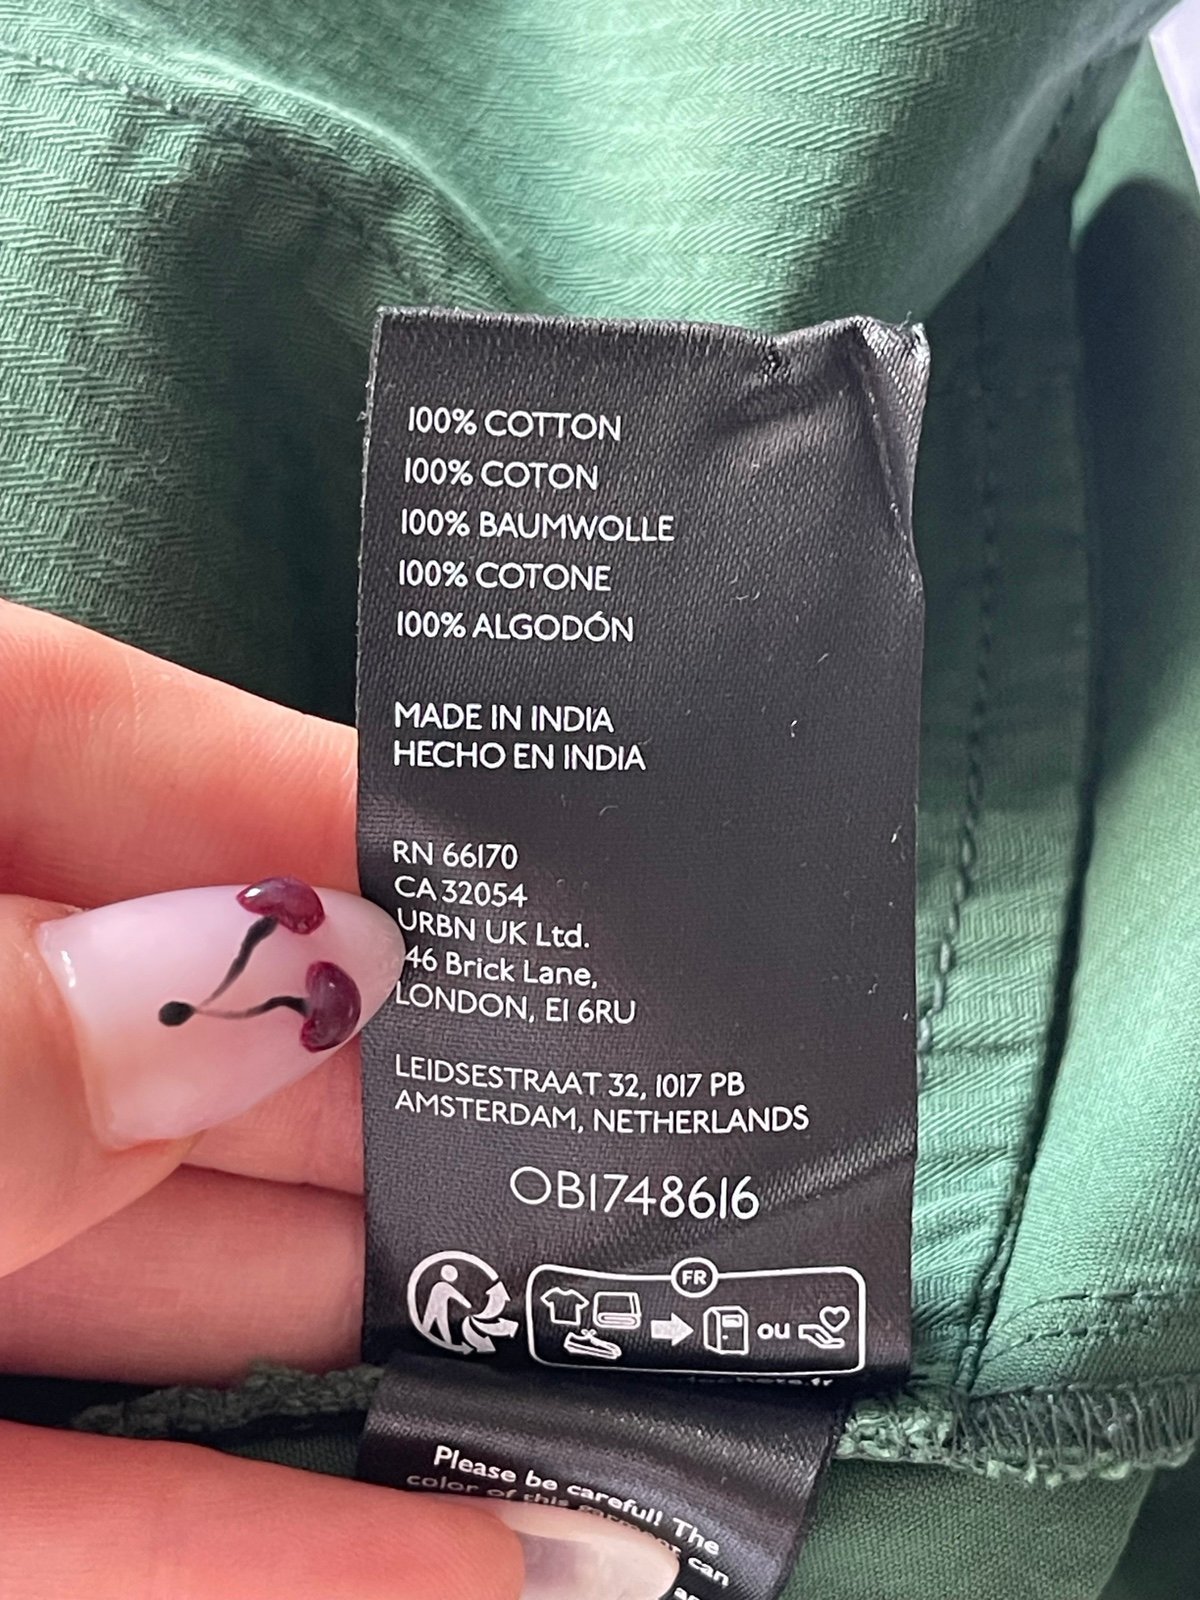 100% COTTON
100% COTON
100% BAUMWOLLE
100% COTONE
100% ALGODÓN
MADE IN INDIA
HECHO EN INDIA
RN 66170
CA 32054
URBN UK Ltd.
46 Brick Lane,
LONDON, E1 6RU
LEIDSESTRAAT 32, 1017 PB
AMSTERDAM, NETHERLANDS
OB1748616
FR
ou
Please be careful! The
color of this garment can